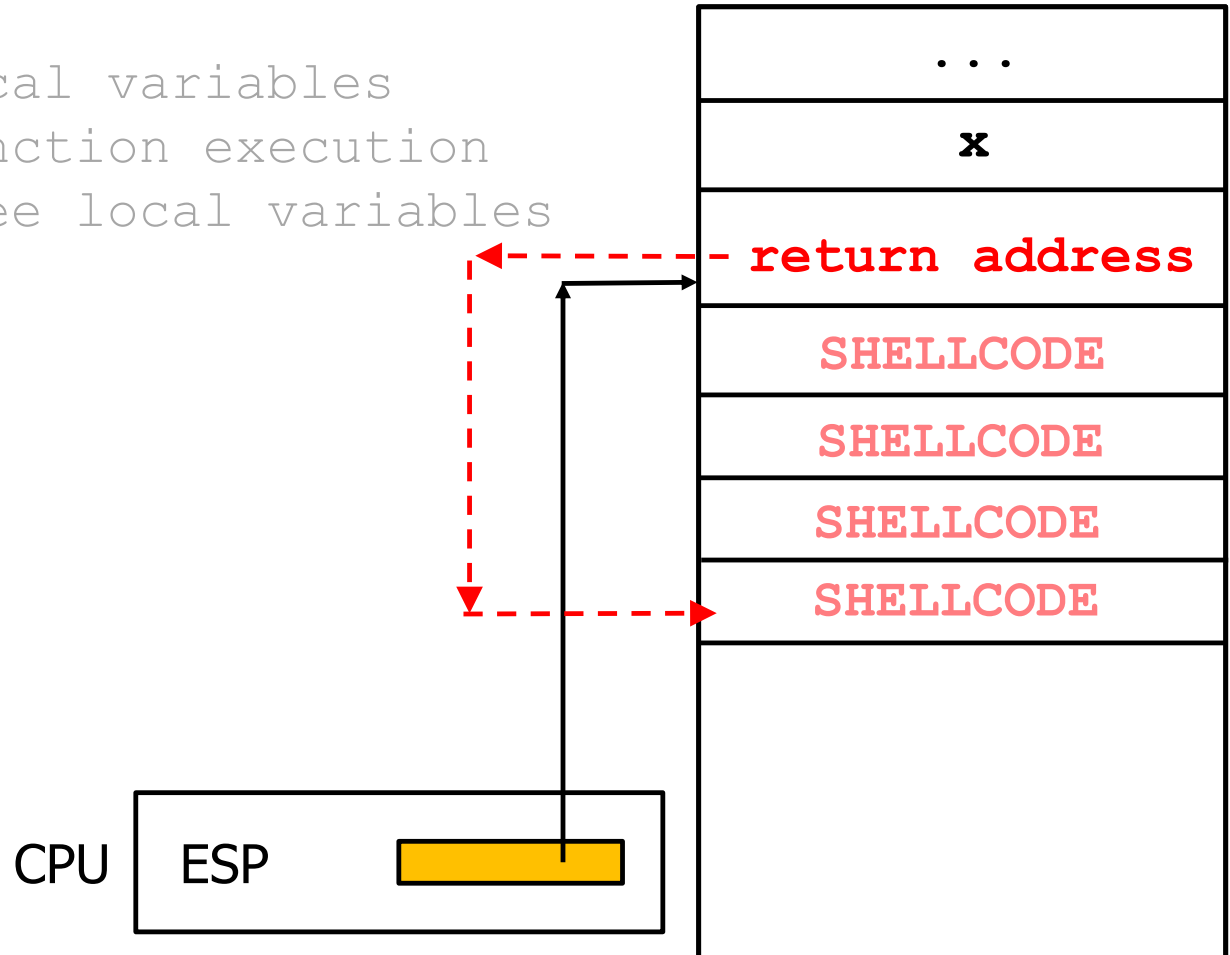 cal variables
nction execution
ee local variables
...
x
return address
SHELLCODE
SHELLCODE
SHELLCODE
SHELLCODE
CPU
ESP